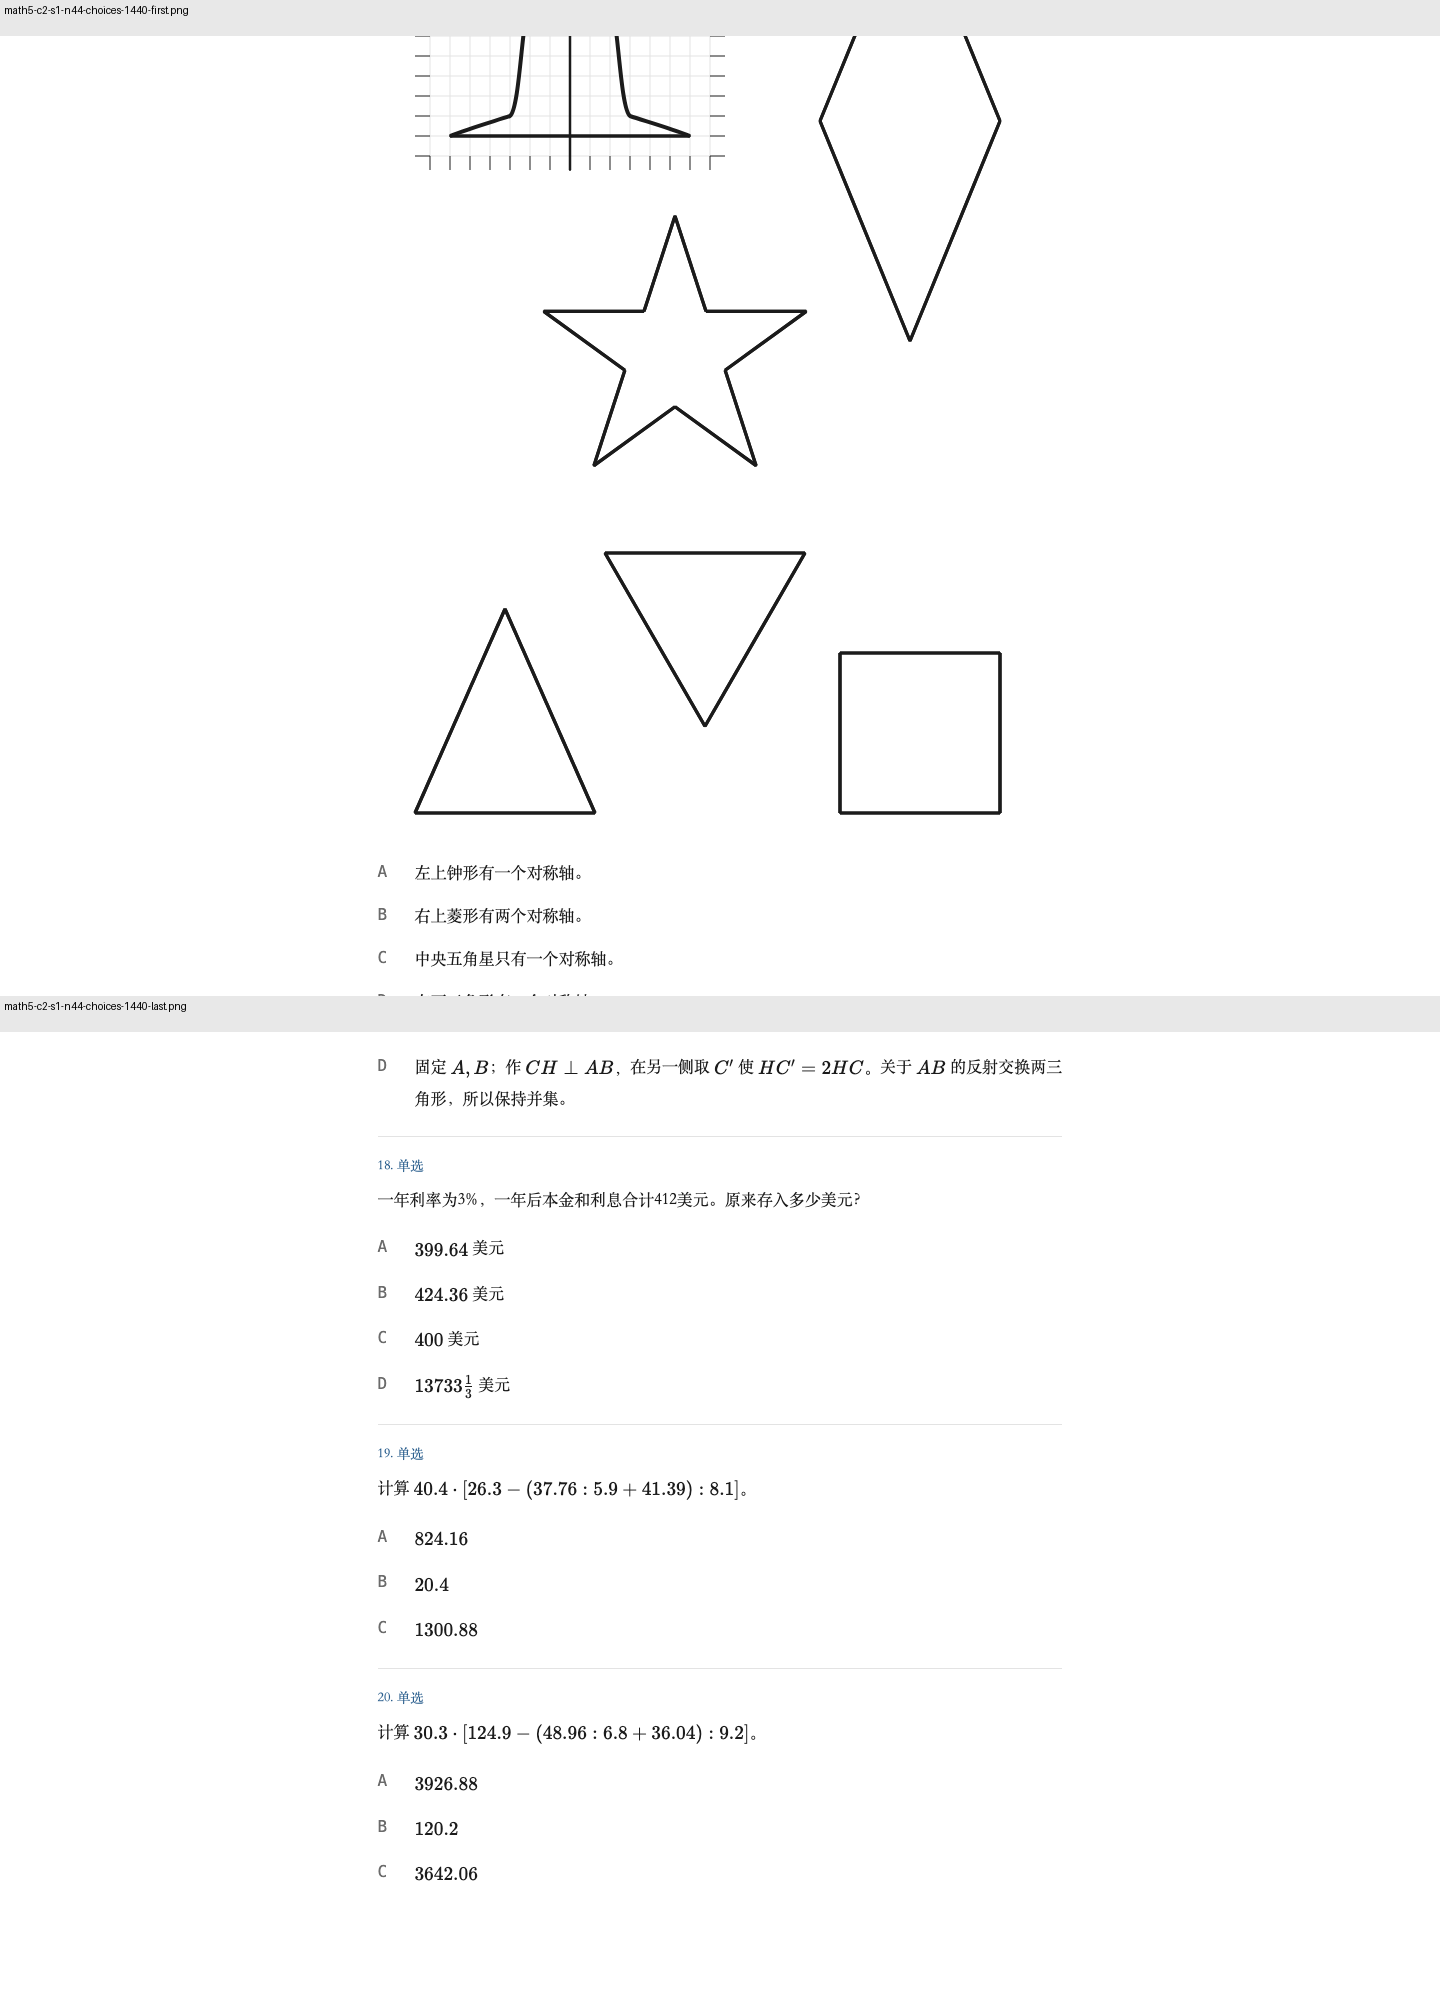 math5-c2-s1-n44-choices-1440-first.png
A 左上钟形有一个对称轴。
B 右上菱形有两个对称轴。
C 中央五角星只有一个对称轴。
math5-c2-s1-n44-choices-1440-last.png
D 固定 A, B；作 CH ⊥ AB，在另一侧取 C′ 使 HC′ = 2HC。关于 AB 的反射交换两三
角形，所以保持并集。
18. 单选
一年利率为3%，一年后本金和利息合计412美元。原来存入多少美元？
A 399.64 美元
B 424.36 美元
C 400 美元
D 13733 1/3 美元
19. 单选
计算 40.4 · [26.3 − (37.76 : 5.9 + 41.39) : 8.1]。
A 824.16
B 20.4
C 1300.88
20. 单选
计算 30.3 · [124.9 − (48.96 : 6.8 + 36.04) : 9.2]。
A 3926.88
B 120.2
C 3642.06